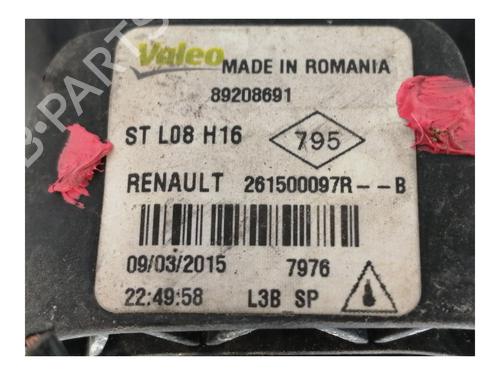 Valeo
MADE IN ROMANIA
89208691
ST L08 H16
795
RENAULT 261500097R--B
09/03/2015 7976
22:49:58 L3B SP